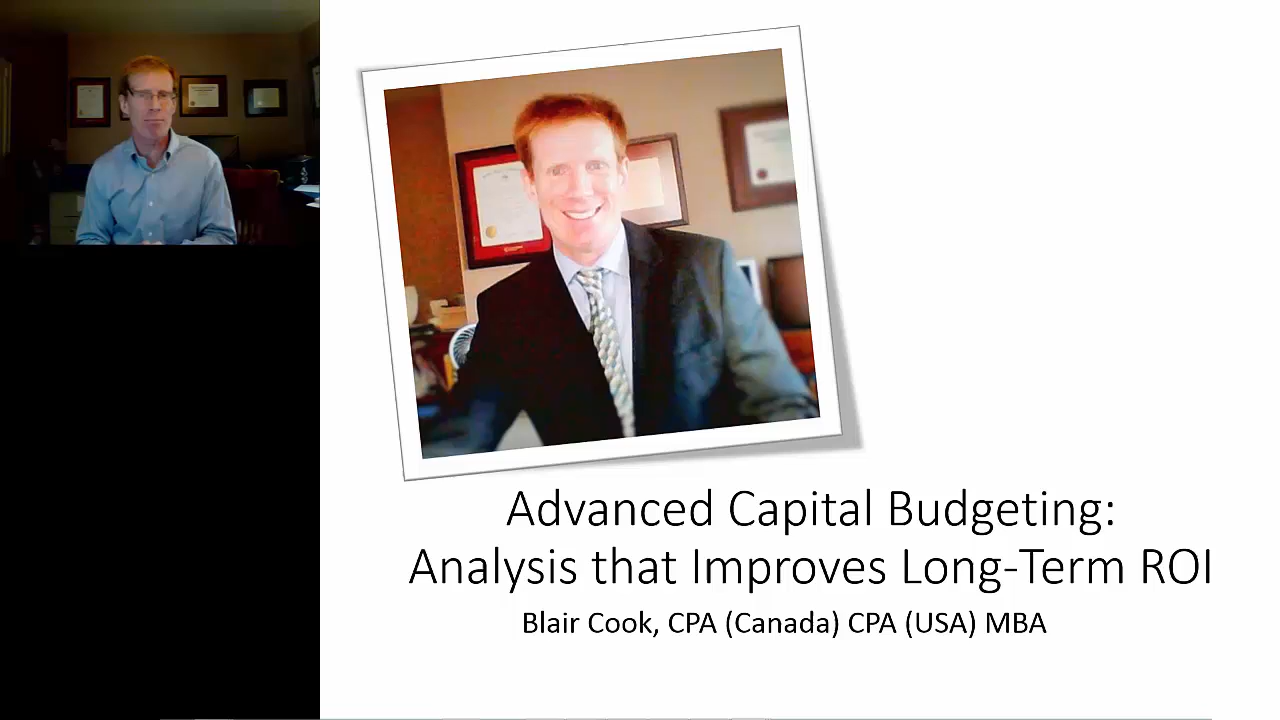 Advanced Capital Budgeting:
Analysis that Improves Long-Term ROI
Blair Cook, CPA (Canada) CPA (USA) MBA